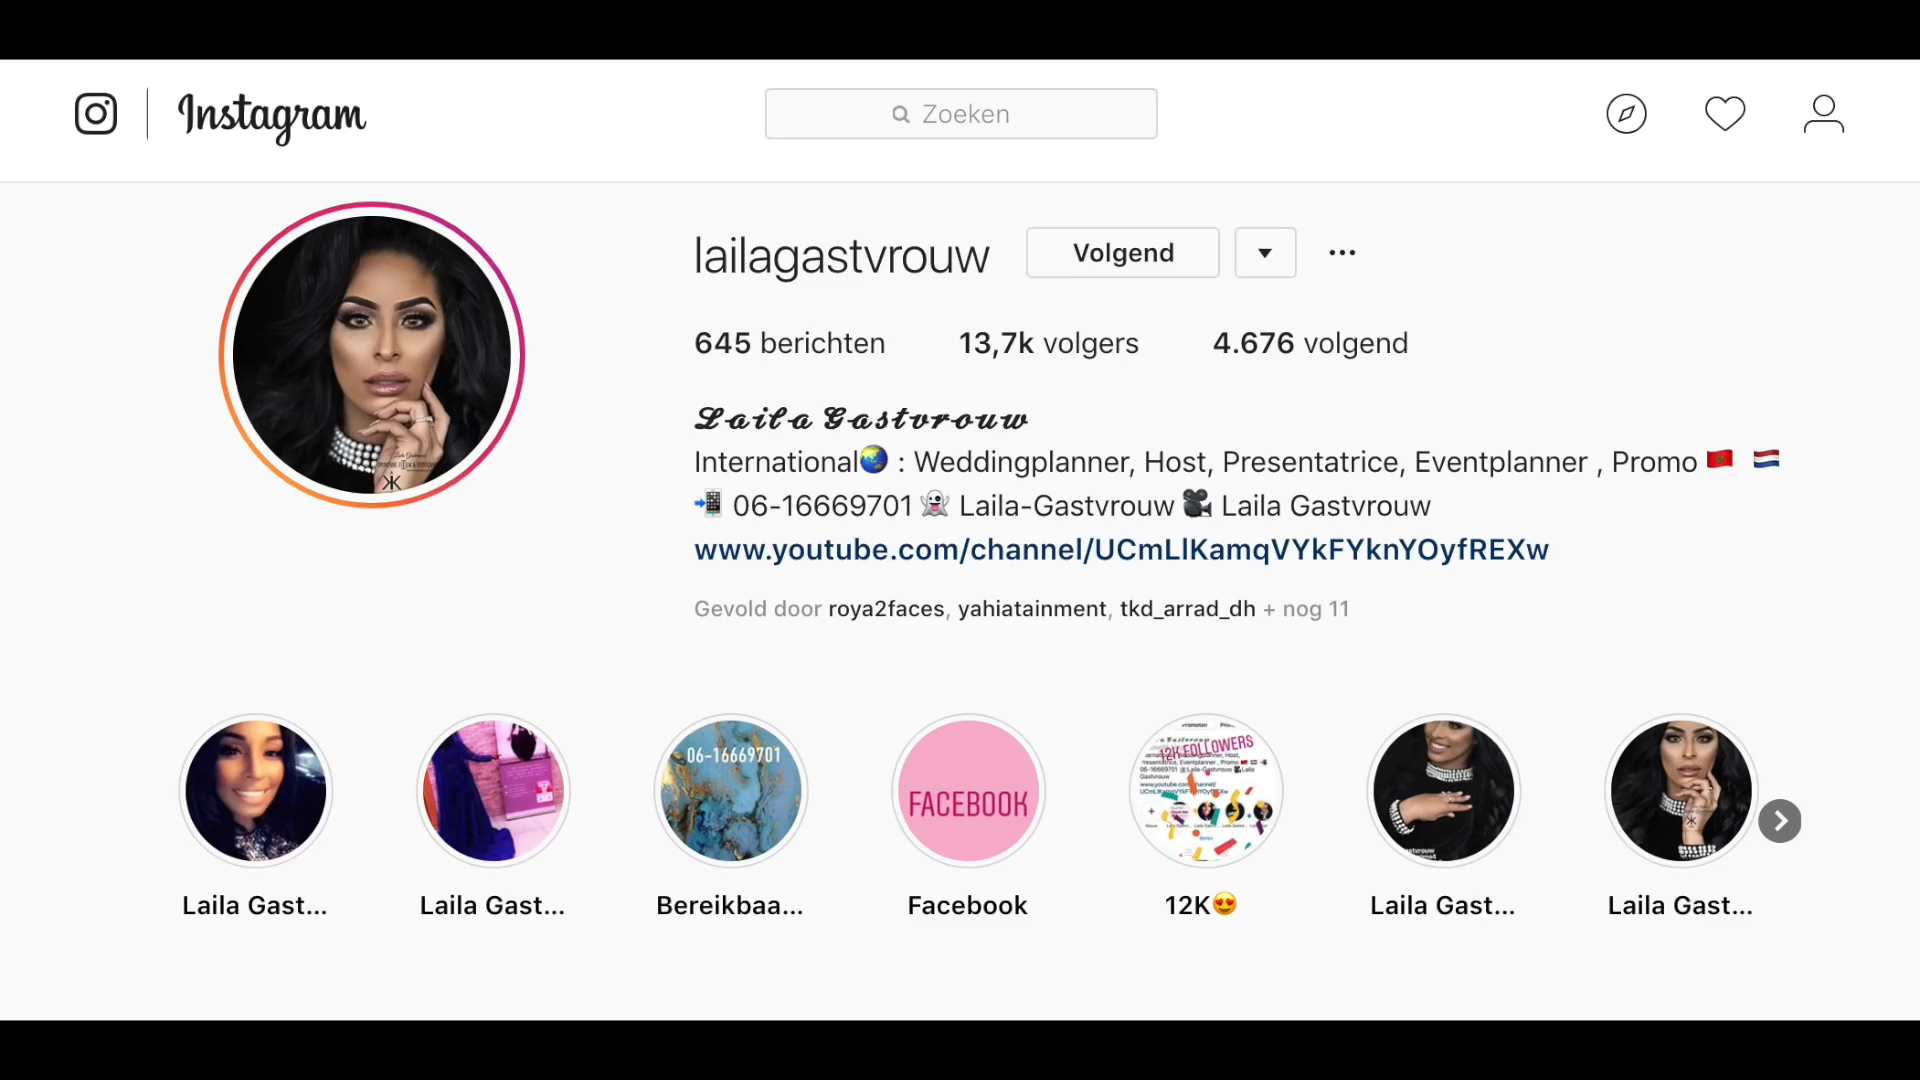 Instagram
Zoeken
lailagastvrouw Volgend
645 berichten 13,7k volgers 4.676 volgend
𝓛𝓪𝓲𝓵𝓪 𝓖𝓪𝓼𝓽𝓿𝓻𝓸𝓾𝔀
International🌏 : Weddingplanner, Host, Presentatrice, Eventplanner , Promo 🇲🇦 🇳🇱
📲 06-16669701 👻 Laila-Gastvrouw 🎥 Laila Gastvrouw
www.youtube.com/channel/UCmLlKamqVYkFYknYOyfREXw
Gevold door roya2faces, yahiatainment, tkd_arrad_dh + nog 11
06-16669701
FACEBOOK
12K FOLLOWERS
Laila Gast... Laila Gast... Bereikbaa... Facebook 12K😍 Laila Gast... Laila Gast...